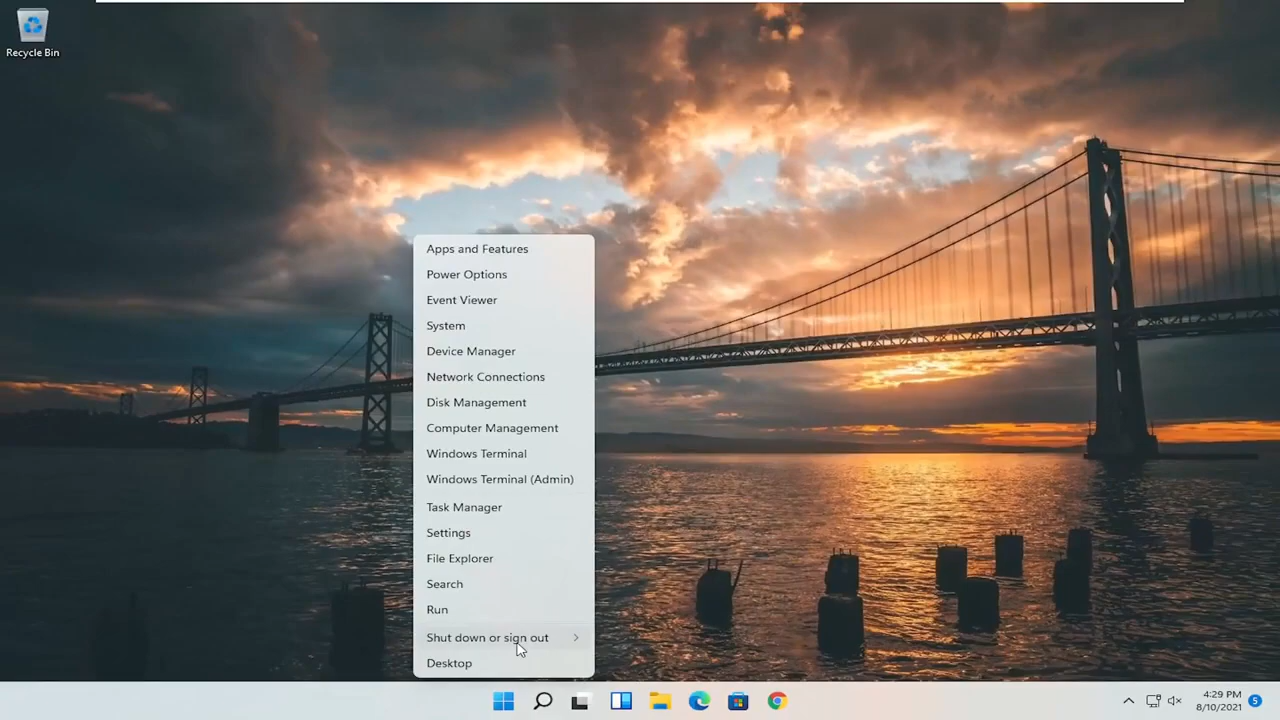 Recycle Bin
Apps and Features
Power Options
Event Viewer
System
Device Manager
Network Connections
Disk Management
Computer Management
Windows Terminal
Windows Terminal (Admin)
Task Manager
Settings
File Explorer
Search
Run
Shut down or sign out
Desktop
4:29 PM
8/10/2021
5